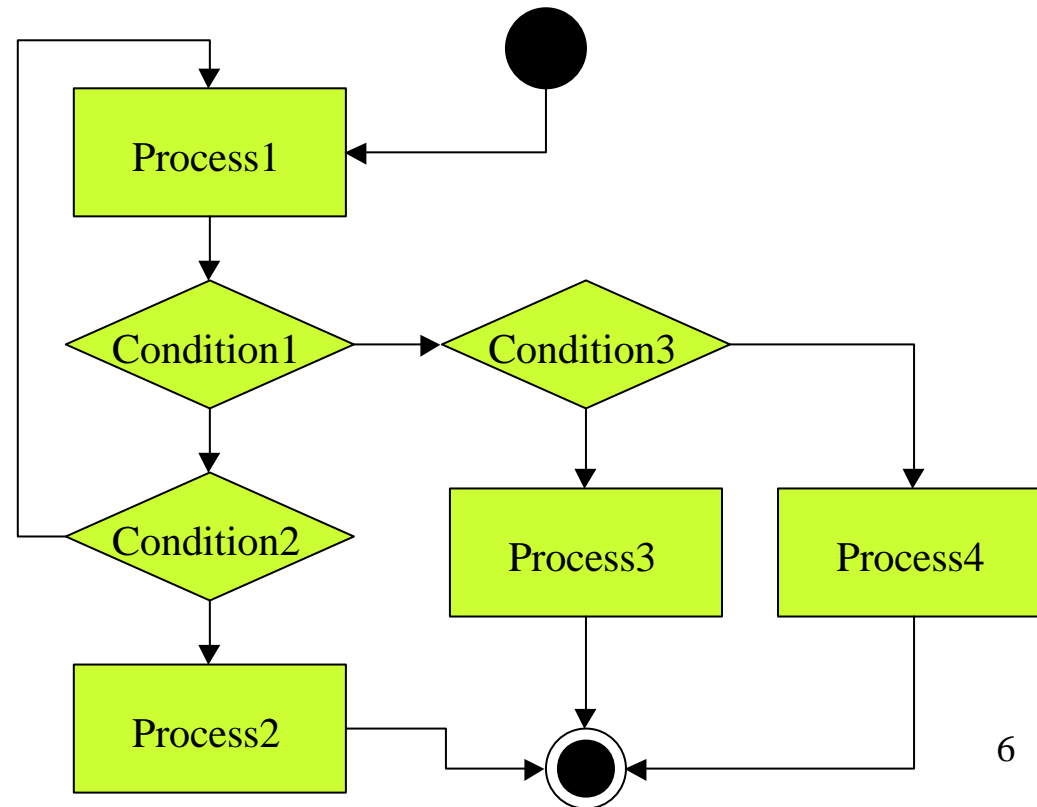 Process1
Condition1
Condition3
Condition2
Process3
Process4
Process2
6